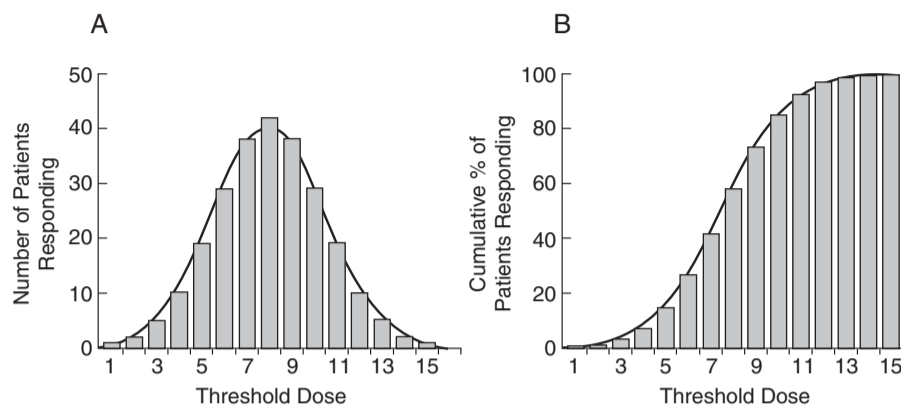 A
Number of Patients
Responding
50
40
30
20
10
0
1 3 5 7 9 11 13 15
Threshold Dose
B
Cumulative % of
Patients Responding
100
80
60
40
20
0
1 3 5 7 9 11 13 15
Threshold Dose